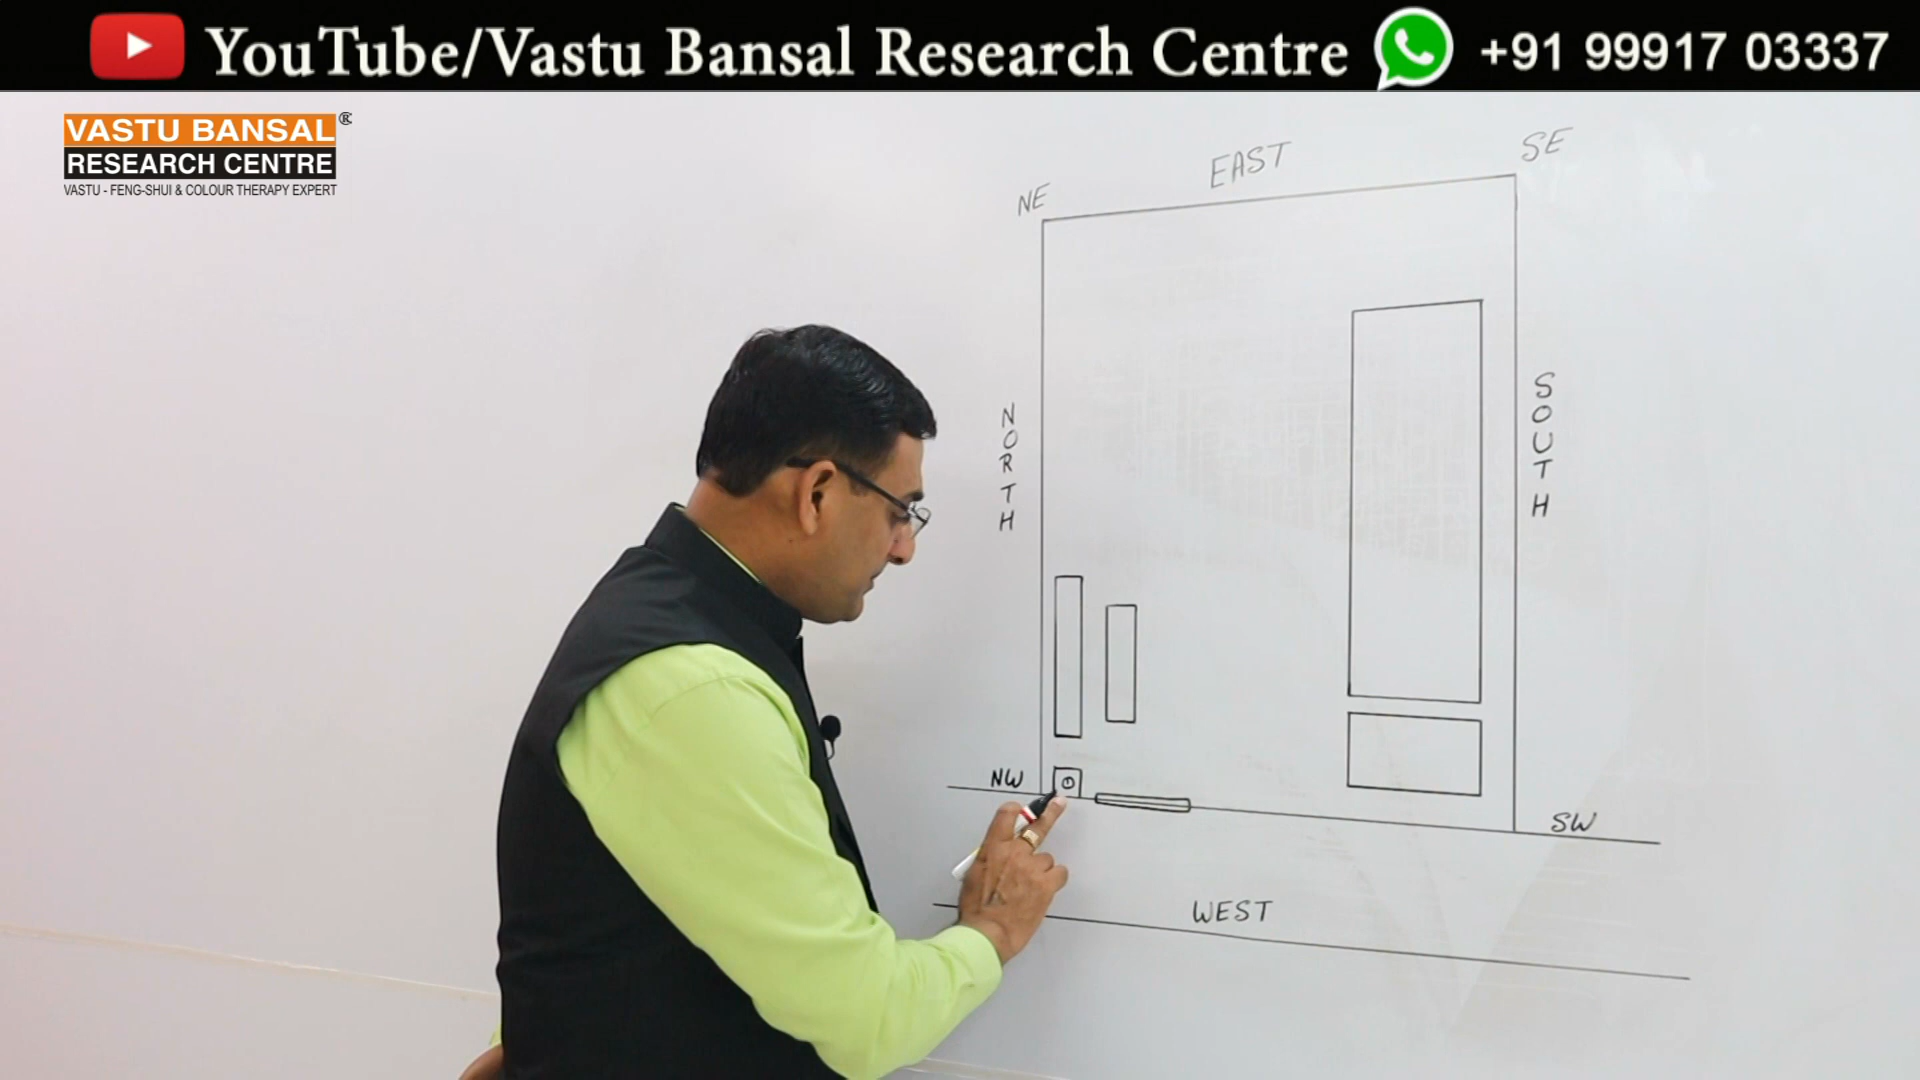 YouTube/Vastu Bansal Research Centre +91 99917 03337
VASTU BANSAL®
RESEARCH CENTRE
VASTU - FENG-SHUI & COLOUR THERAPY EXPERT
NE EAST SE
NORTH
SOUTH
NW
1
SW
WEST